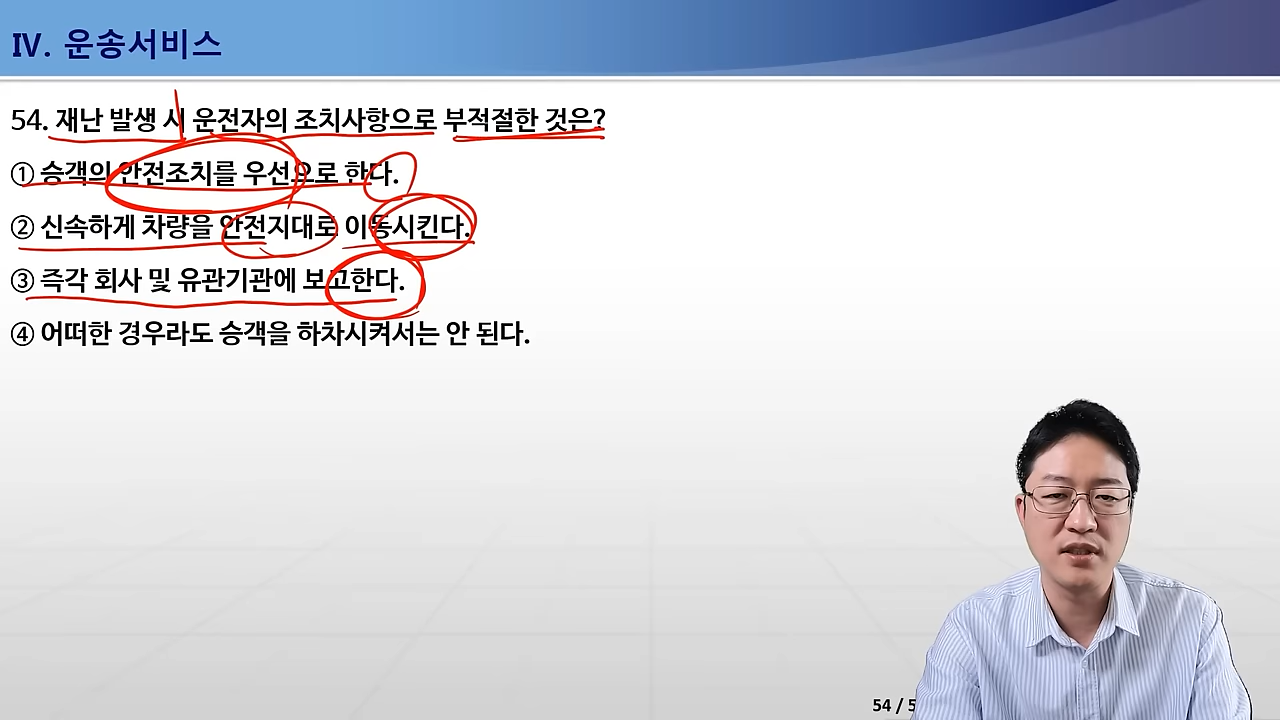 Ⅳ. 운송서비스
54. 재난 발생 시 운전자의 조치사항으로 부적절한 것은?
① 승객의 안전조치를 우선으로 한다.
② 신속하게 차량을 안전지대로 이동시킨다.
③ 즉각 회사 및 유관기관에 보고한다.
④ 어떠한 경우라도 승객을 하차시켜서는 안 된다.
54 / 5